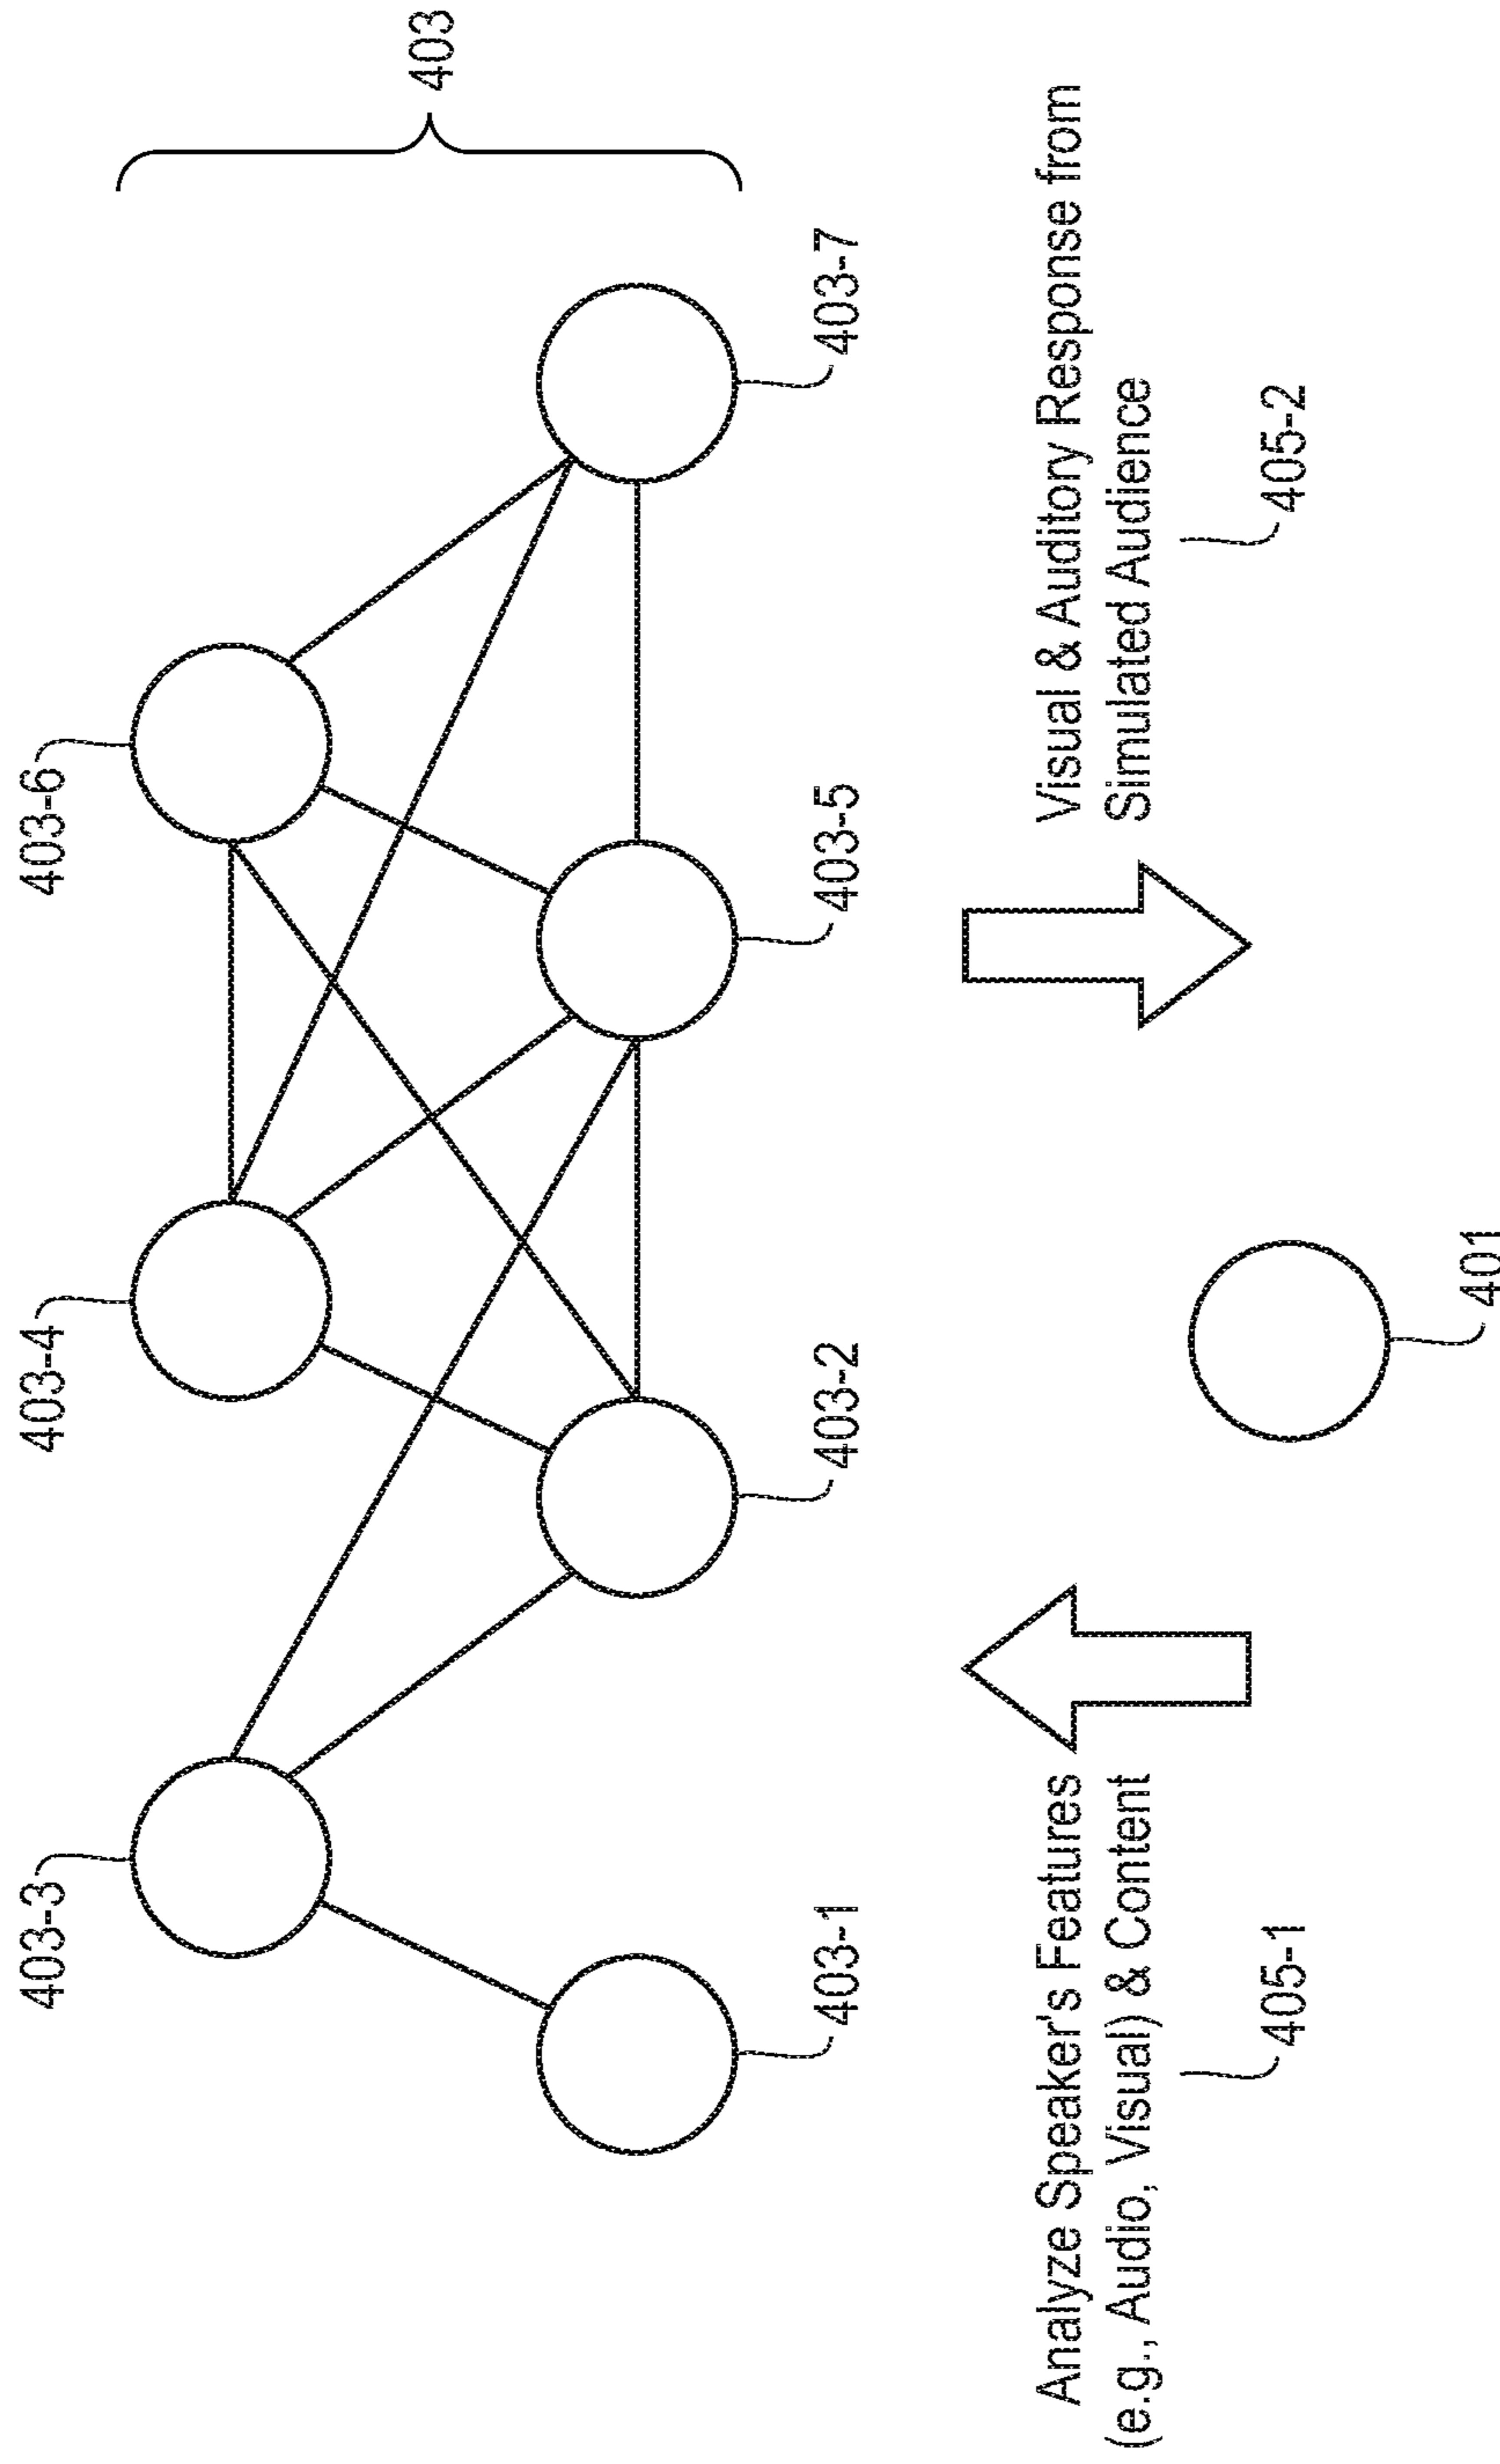 403-3
403-4
403-6
403
403-1
403-2
403-5
403-7
Analyze Speaker's Features
(e.g., Audio, Visual) & Content
405-1
Visual & Auditory Response from
Simulated Audience
405-2
401